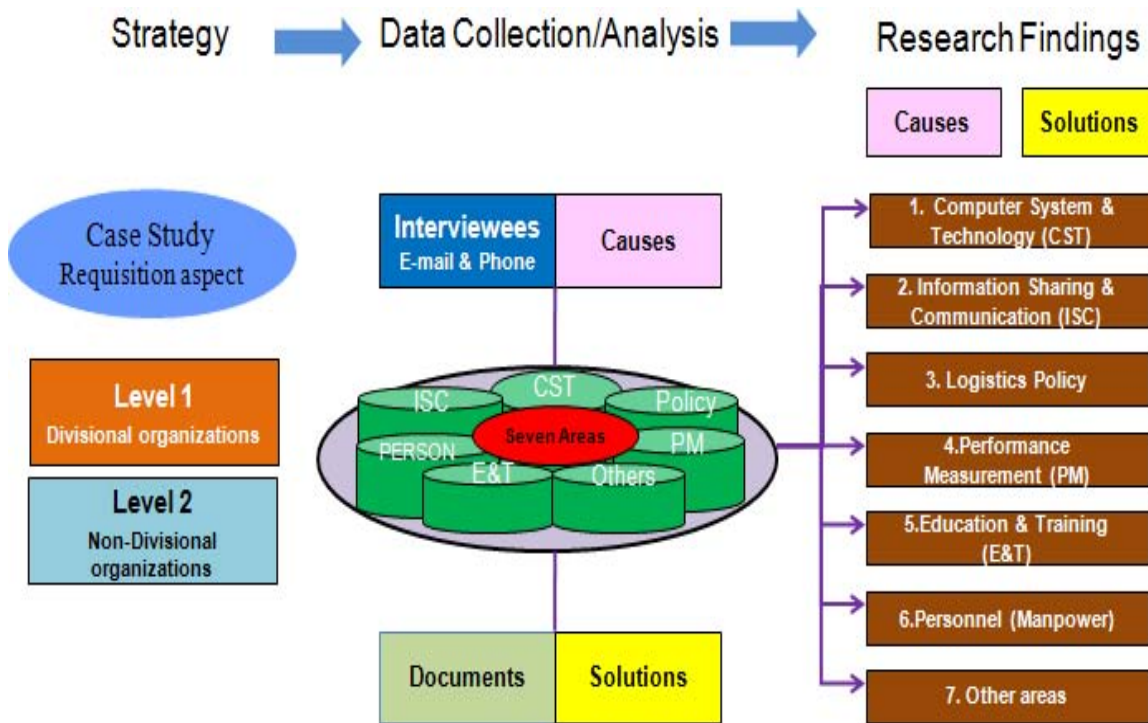 Strategy
Data Collection/Analysis
Research Findings
Causes
Solutions
Case Study
Requisition aspect
Level 1
Divisional organizations
Level 2
Non-Divisional
organizations
Interviewees
E-mail & Phone
Causes
ISC
CST
Policy
PERSON
Seven Areas
PM
E&T
Others
Documents
Solutions
1. Computer System &
Technology (CST)
2. Information Sharing &
Communication (ISC)
3. Logistics Policy
4.Performance
Measurement (PM)
5.Education & Training
(E&T)
6.Personnel (Manpower)
7. Other areas